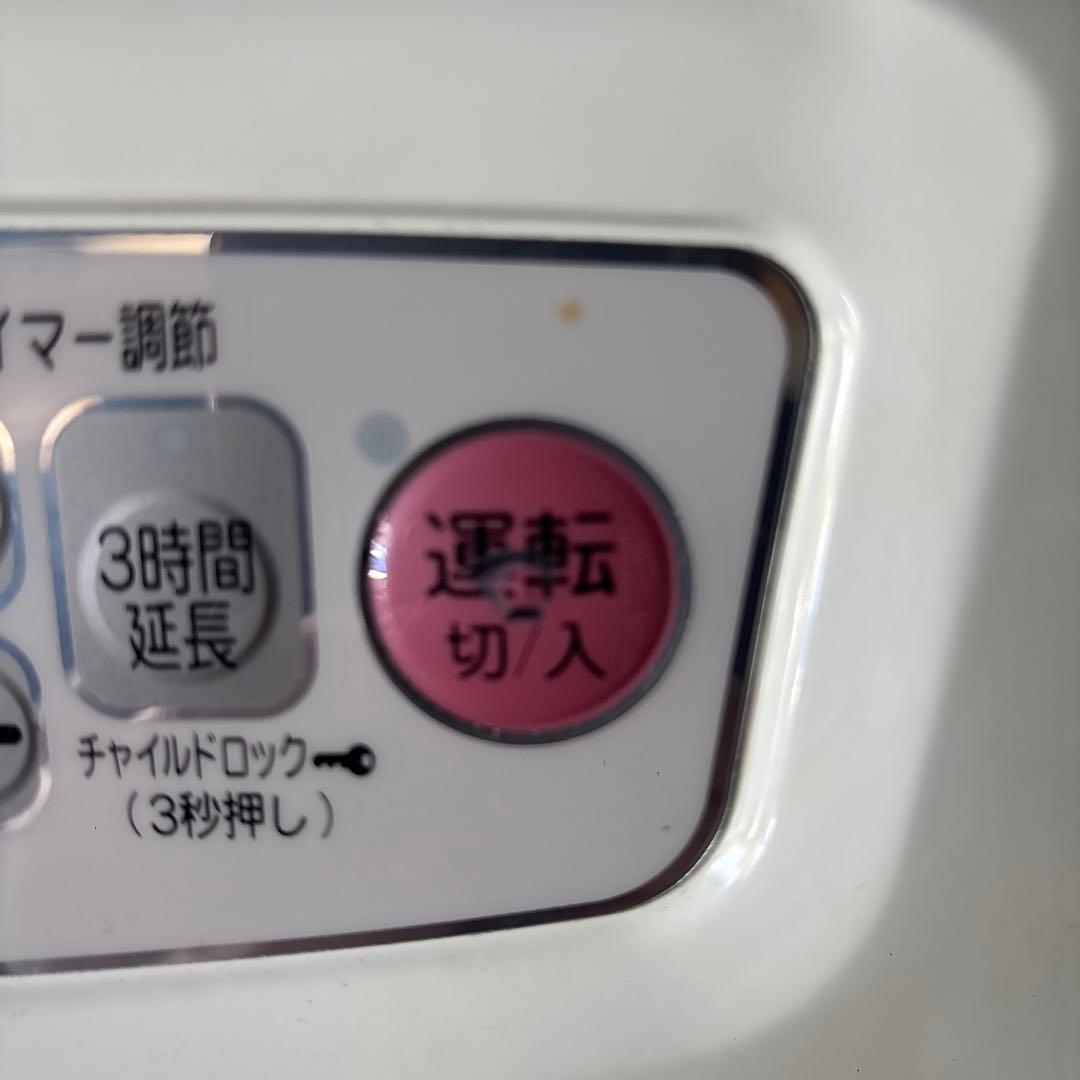 イマー調節
3時間
延長
運転
切/入
チャイルドロック
(3秒押し)